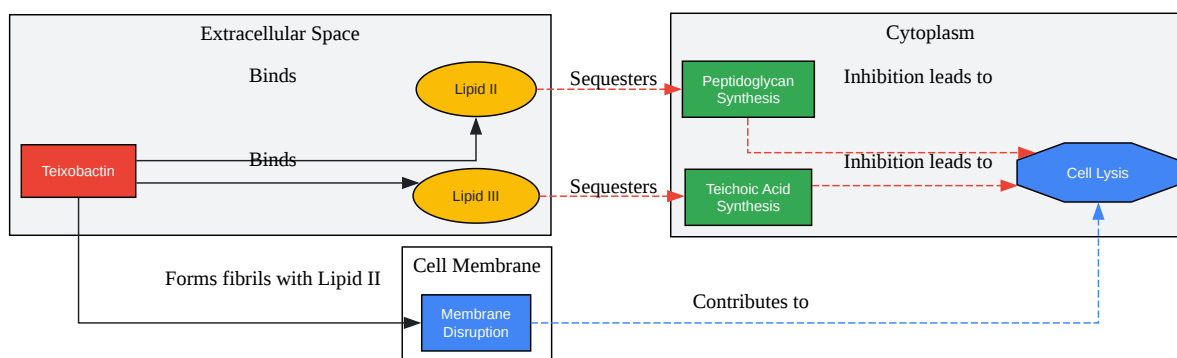 Extracellular Space
Cytoplasm
Binds
Lipid II
Sequesters
Peptidoglycan
Synthesis
Inhibition leads to
Teixobactin
Binds
Lipid III
Sequesters
Teichoic Acid
Synthesis
Inhibition leads to
Cell Lysis
Forms fibrils with Lipid II
Cell Membrane
Membrane
Disruption
Contributes to